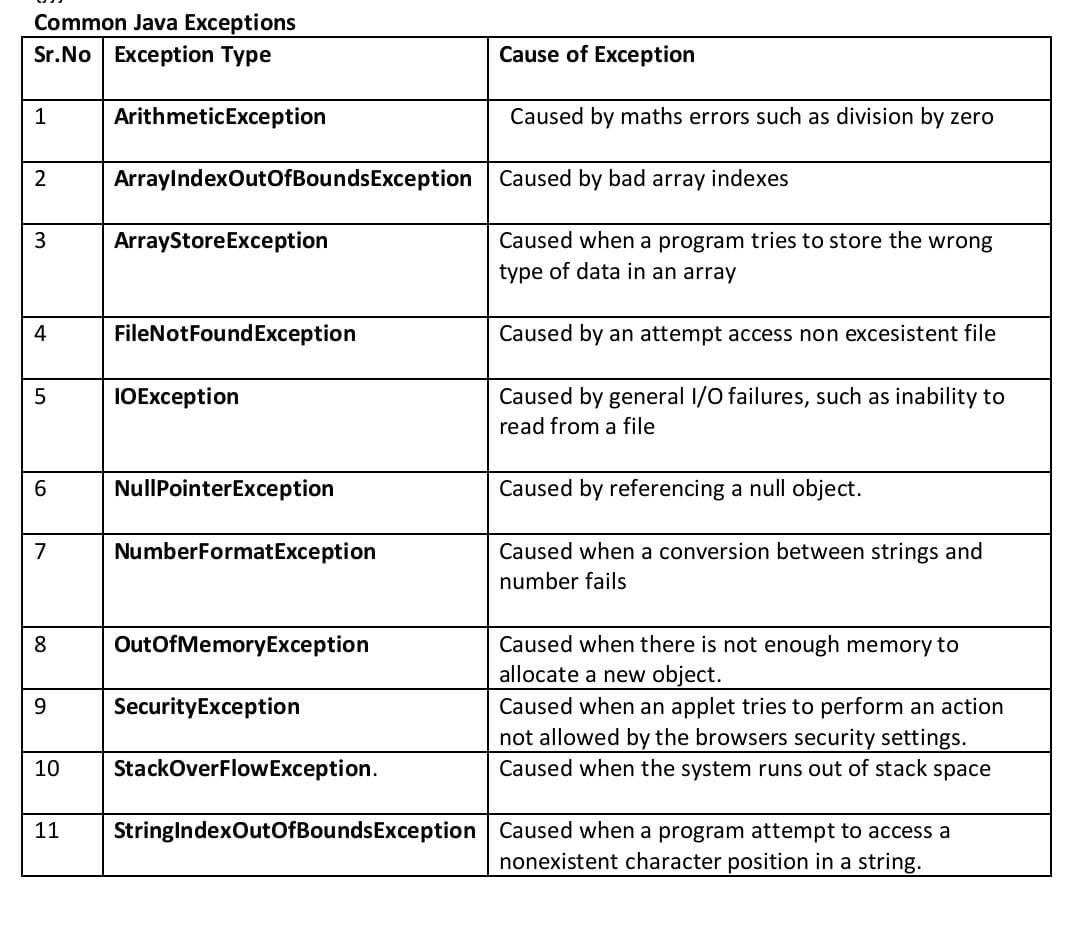 Common Java Exceptions
Sr.No Exception Type Cause of Exception
1 ArithmeticException Caused by maths errors such as division by zero
2 ArrayIndexOutOfBoundsException Caused by bad array indexes
3 ArrayStoreException Caused when a program tries to store the wrong
type of data in an array
4 FileNotFoundException Caused by an attempt access non excesistent file
5 IOException Caused by general I/O failures, such as inability to
read from a file
6 NullPointerException Caused by referencing a null object.
7 NumberFormatException Caused when a conversion between strings and
number fails
8 OutOfMemoryException Caused when there is not enough memory to
allocate a new object.
9 SecurityException Caused when an applet tries to perform an action
not allowed by the browsers security settings.
10 StackOverFlowException. Caused when the system runs out of stack space
11 StringIndexOutOfBoundsException Caused when a program attempt to access a
nonexistent character position in a string.